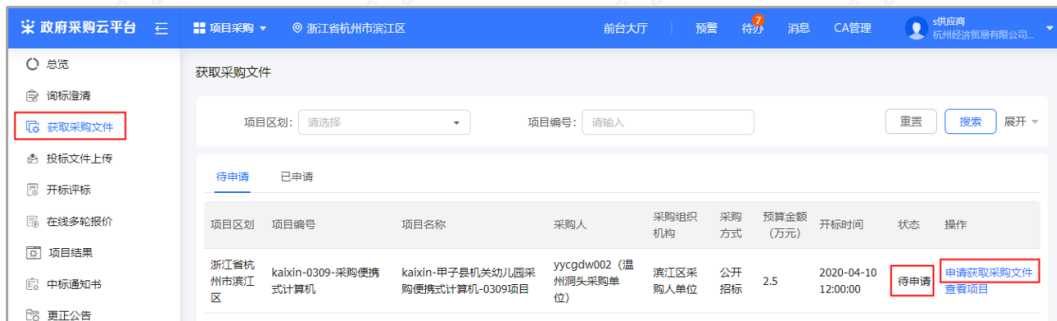 政府采购云平台
项目采购
浙江省杭州市滨江区
前台大厅
预警
待办
7
消息
CA管理
s供应商
杭州经济贸易有限公司...
总览
询标澄清
获取采购文件
投标文件上传
开标评标
在线多轮报价
项目结果
中标通知书
更正公告
获取采购文件
项目区划： 请选择
项目编号： 请输入
重置
搜索
展开
待申请
已申请
项目区划
项目编号
项目名称
采购人
采购组织
机构
采购
方式
预算金额
（万元）
开标时间
状态
操作
浙江省杭
州市滨江
区
kaixin-0309-采购便携
式计算机
kaixin-甲子县机关幼儿园采
购便携式计算机-0309项目
yycgdw002（温
州洞头采购单
位）
滨江区采
购人单位
公开
招标
2.5
2020-04-10
12:00:00
待申请
申请获取采购文件
查看项目